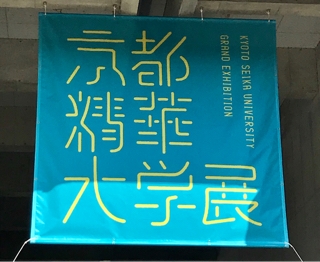 京都
精華
大学展
KYOTO SEIKA UNIVERSITY
GRAND EXHIBITION